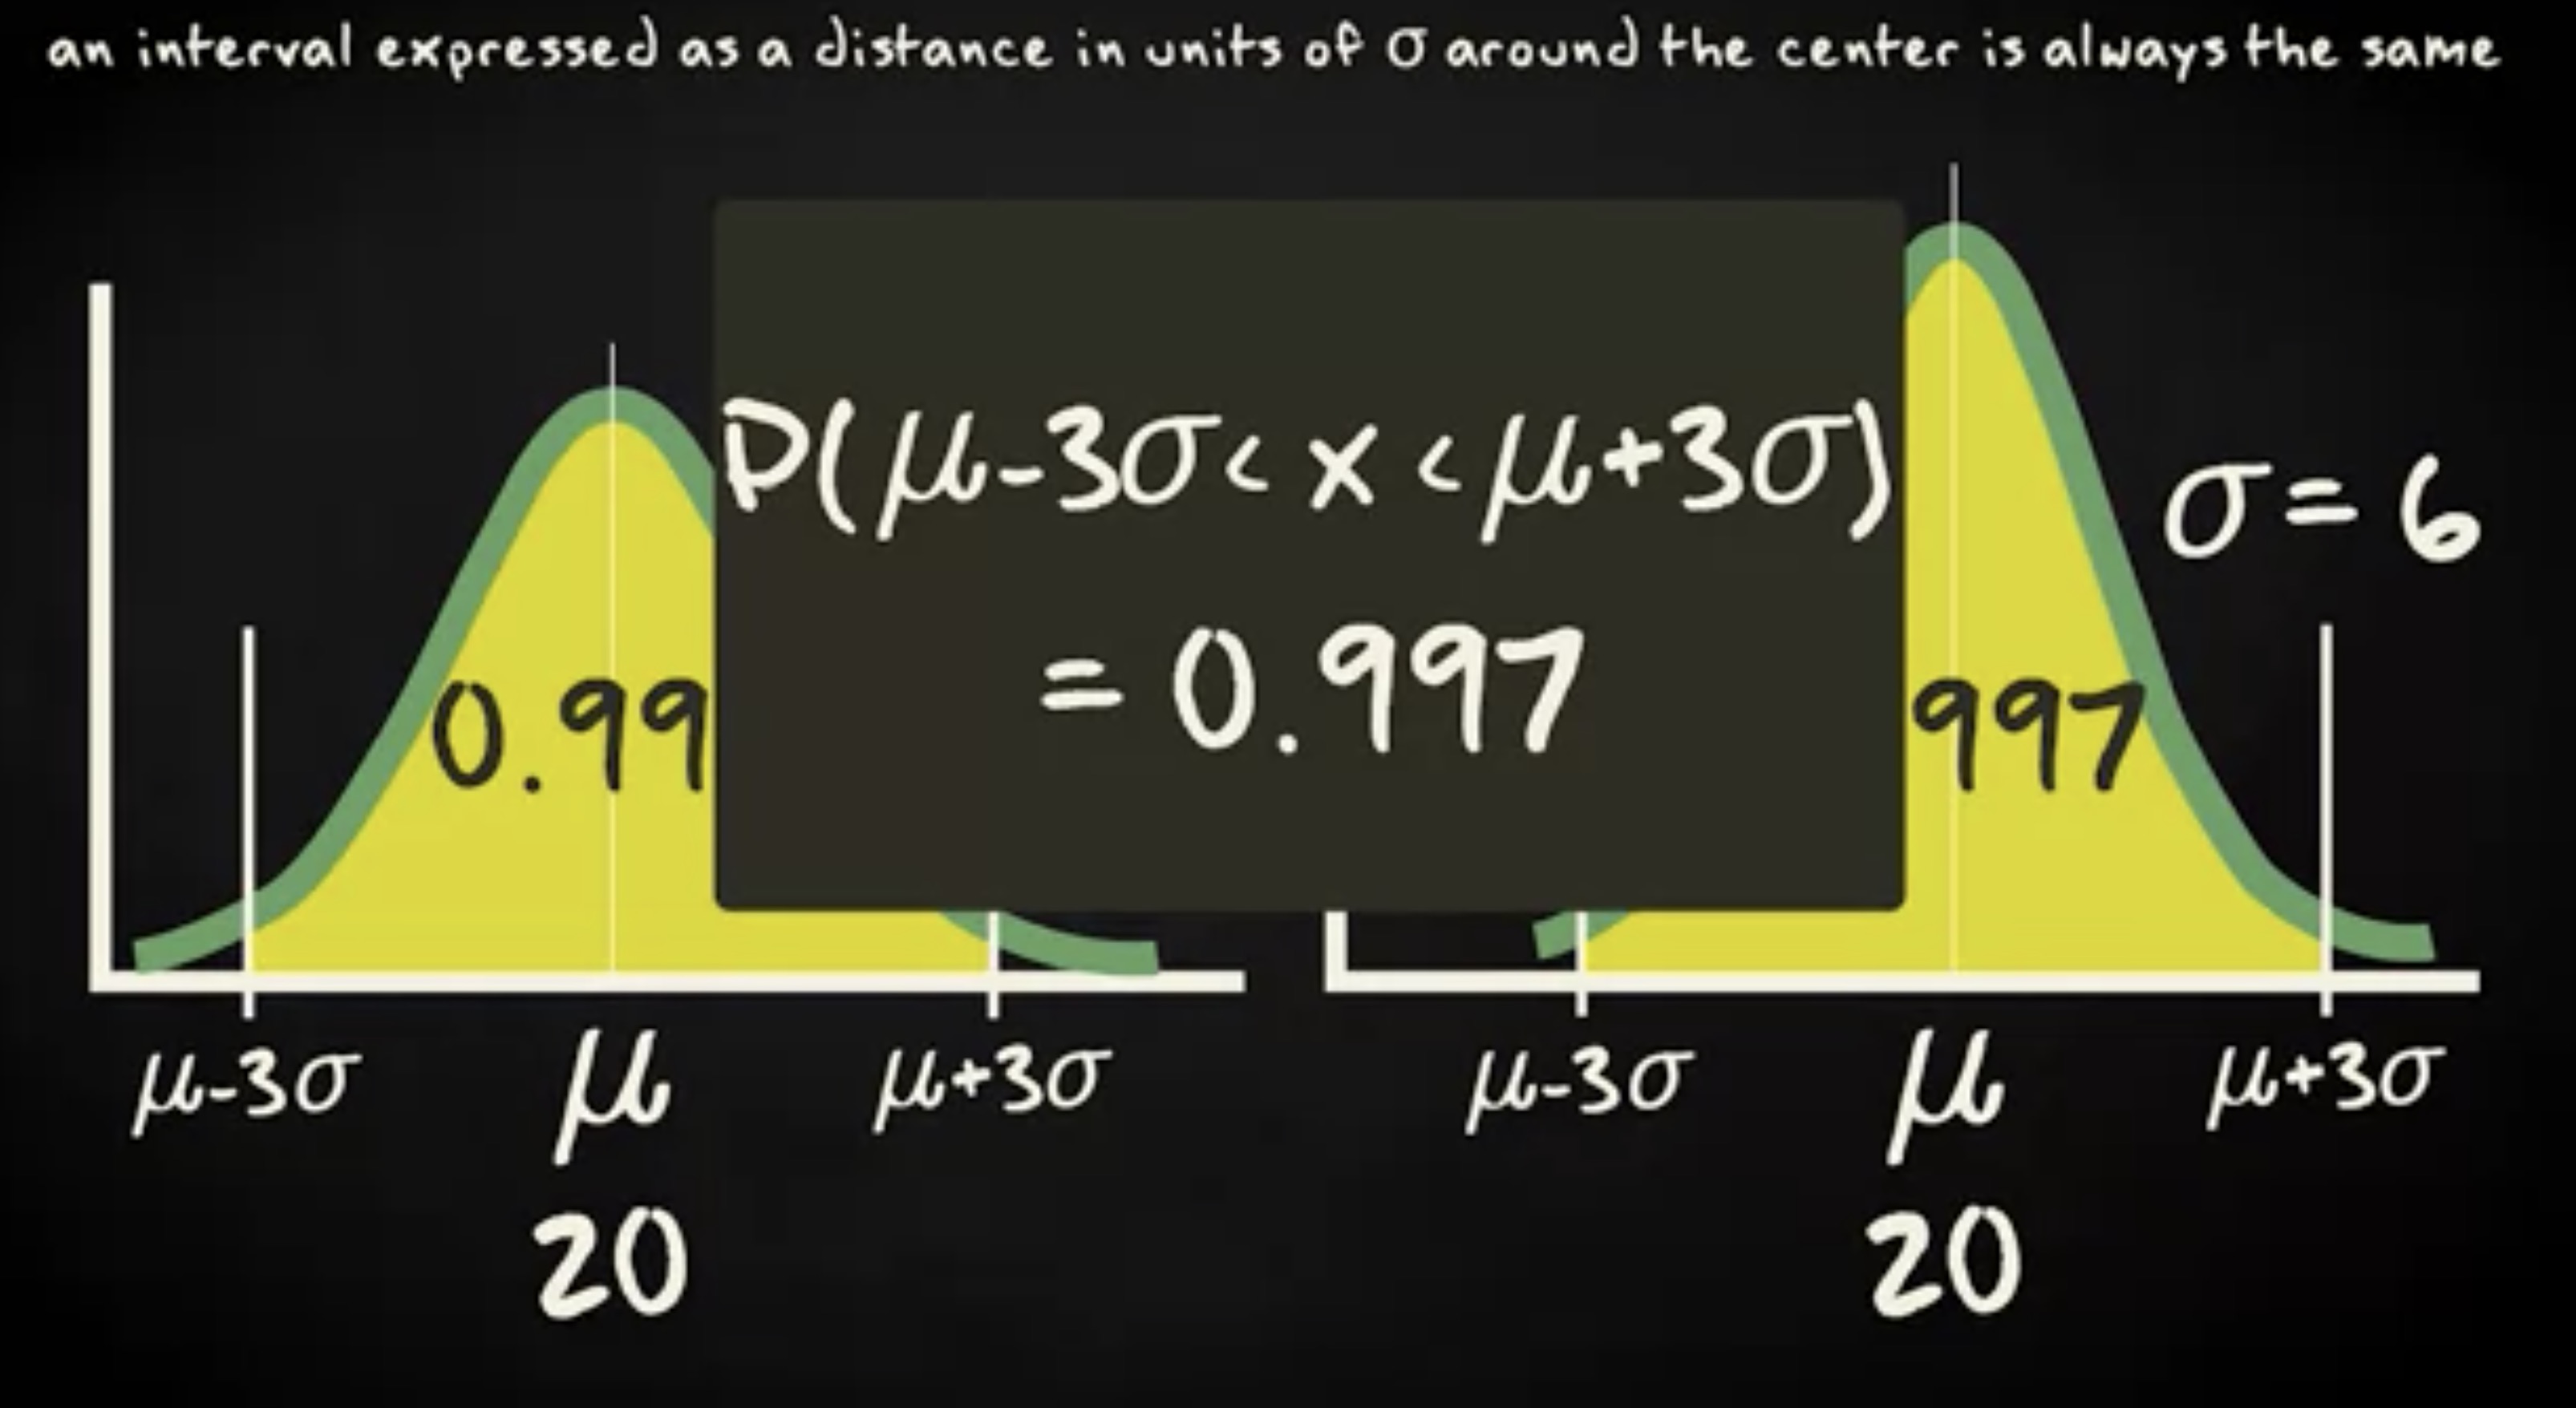 an interval expressed as a distance in units of σ around the center is always the same
P(μ-3σ< x <μ+3σ)
= 0.997
σ= 6
0.99
997
μ-3σ μ μ+3σ
20
μ-3σ μ μ+3σ
20